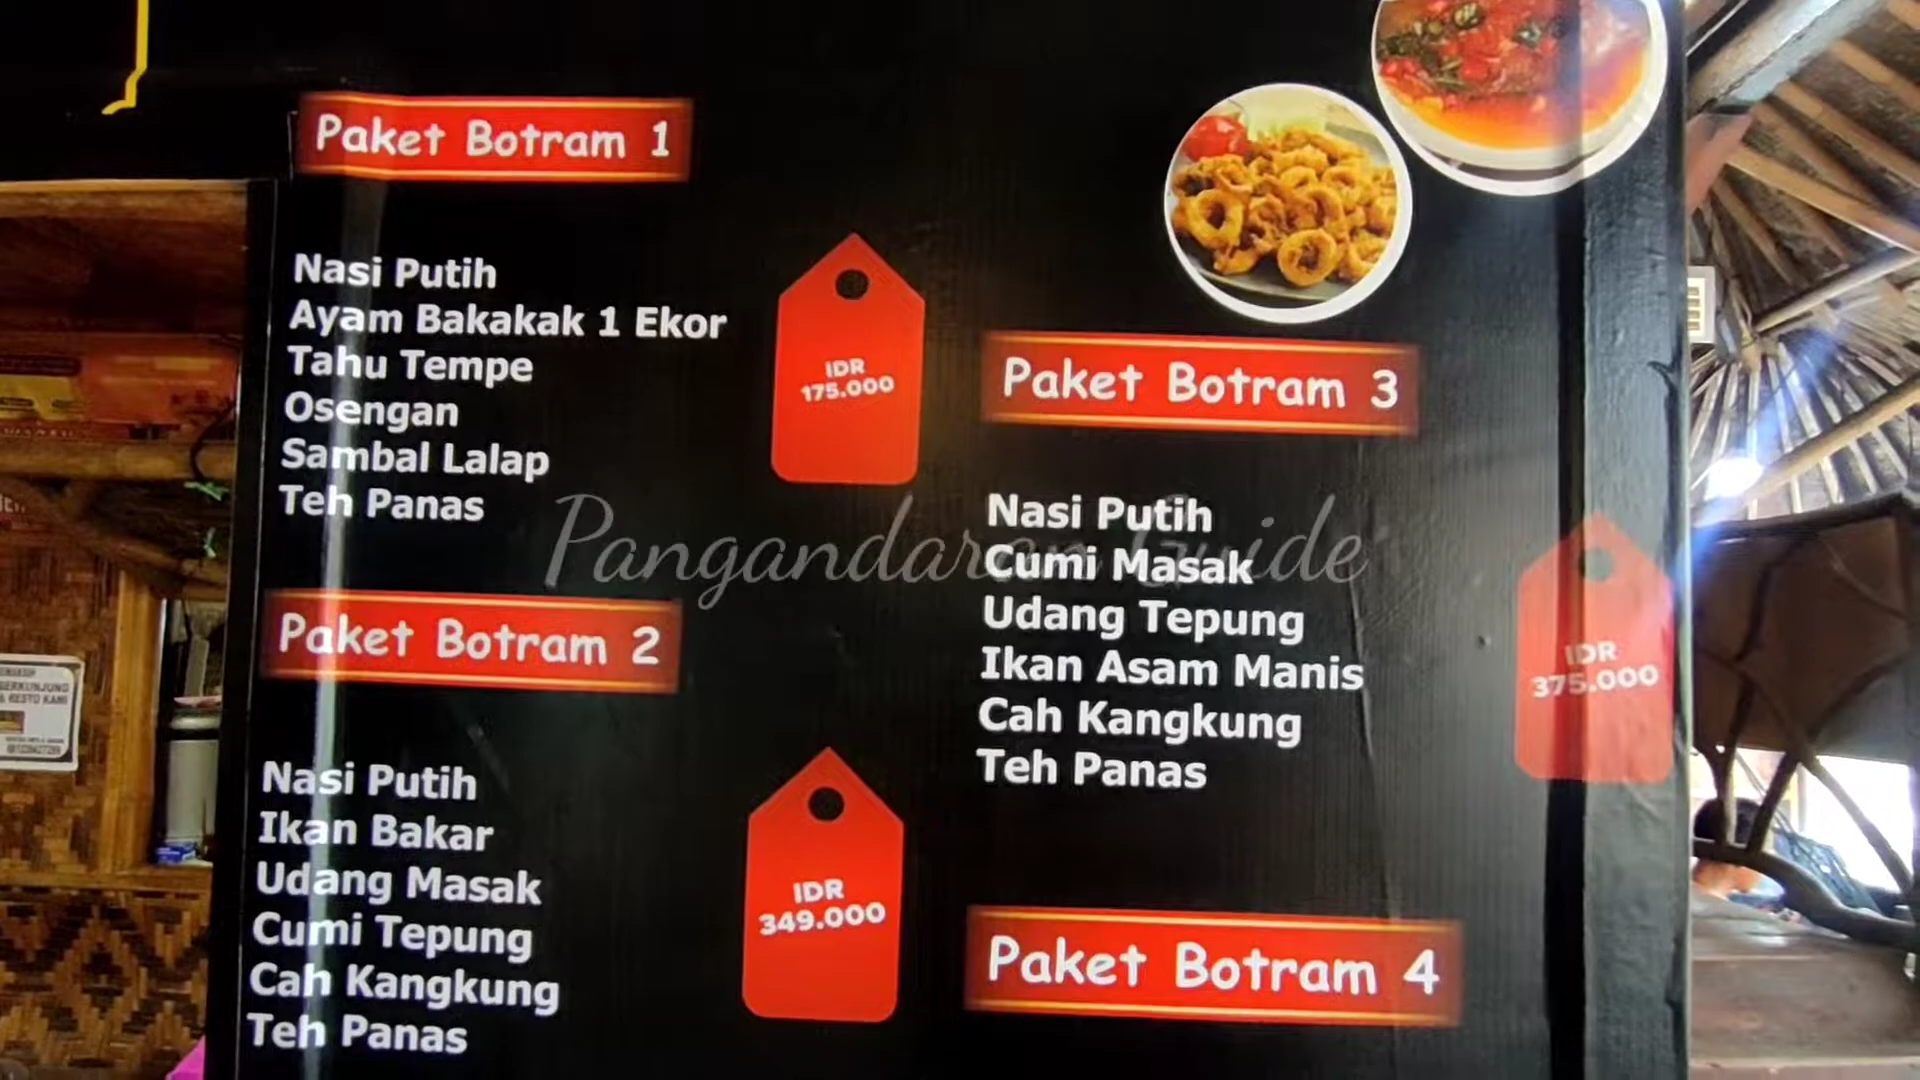 Paket Botram 1
Nasi Putih
Ayam Bakakak 1 Ekor
Tahu Tempe
Osengan
Sambal Lalap
Teh Panas
IDR
175.000
Paket Botram 2
Nasi Putih
Ikan Bakar
Udang Masak
Cumi Tepung
Cah Kangkung
Teh Panas
IDR
349.000
Paket Botram 3
Nasi Putih
Cumi Masak
Udang Tepung
Ikan Asam Manis
Cah Kangkung
Teh Panas
IDR
375.000
Paket Botram 4
Pangandaran Guide
BERKUNJUNG
& RESTO KAMI